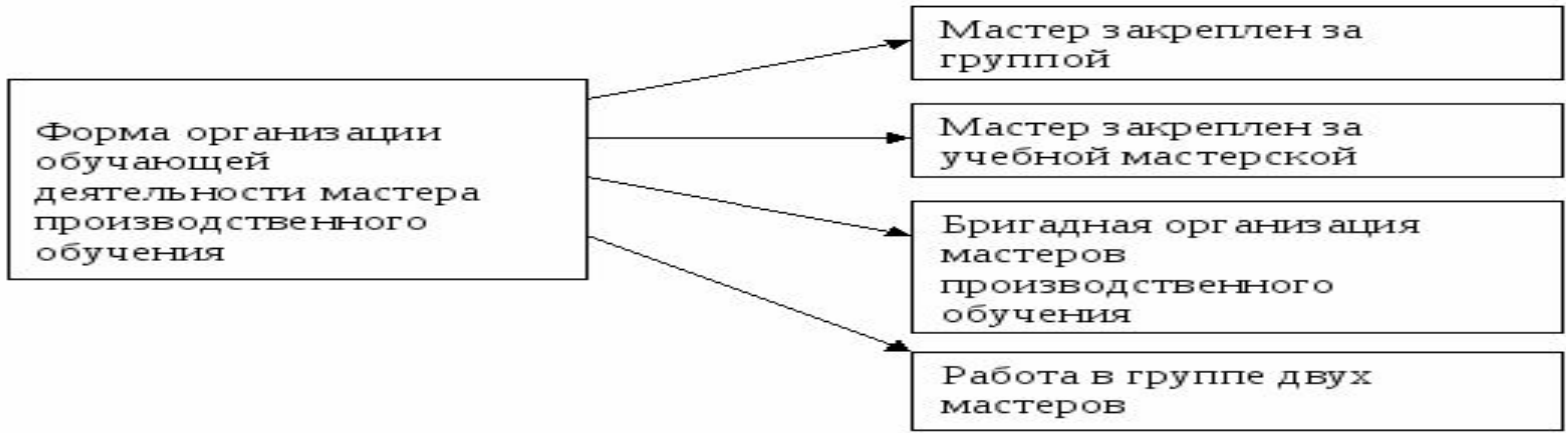 Форма организации
обучающей
деятельности мастера
производственного
обучения
Мастер закреплен за
группой
Мастер закреплен за
учебной мастерской
Бригадная организация
мастеров
производственного
обучения
Работа в группе двух
мастеров